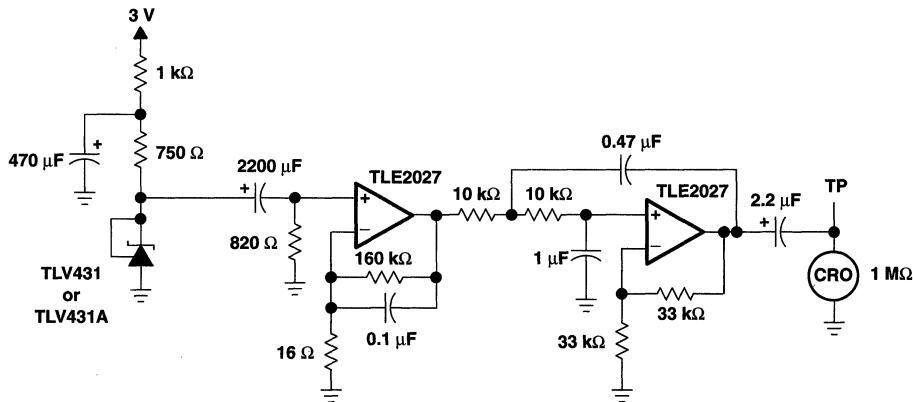 3 V
1 kΩ
470 μF
+
750 Ω
2200 μF
+
820 Ω
TLV431
or
TLV431A
TLE2027
+
−
160 kΩ
0.1 μF
16 Ω
10 kΩ
10 kΩ
0.47 μF
1 μF
TLE2027
+
−
33 kΩ
33 kΩ
2.2 μF
+
TP
CRO
1 MΩ